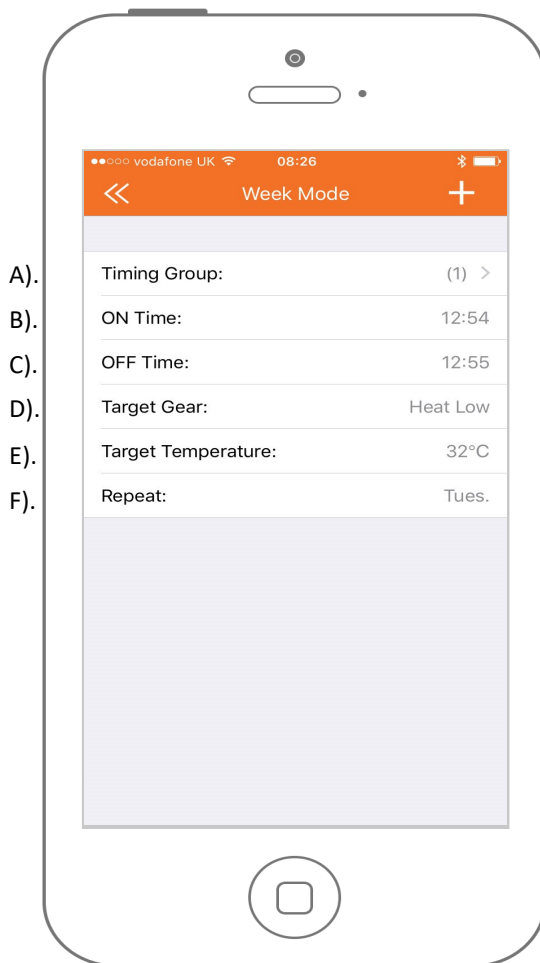 vodafone UK 08:26
Week Mode
A). Timing Group: (1) >
B). ON Time: 12:54
C). OFF Time: 12:55
D). Target Gear: Heat Low
E). Target Temperature: 32°C
F). Repeat: Tues.